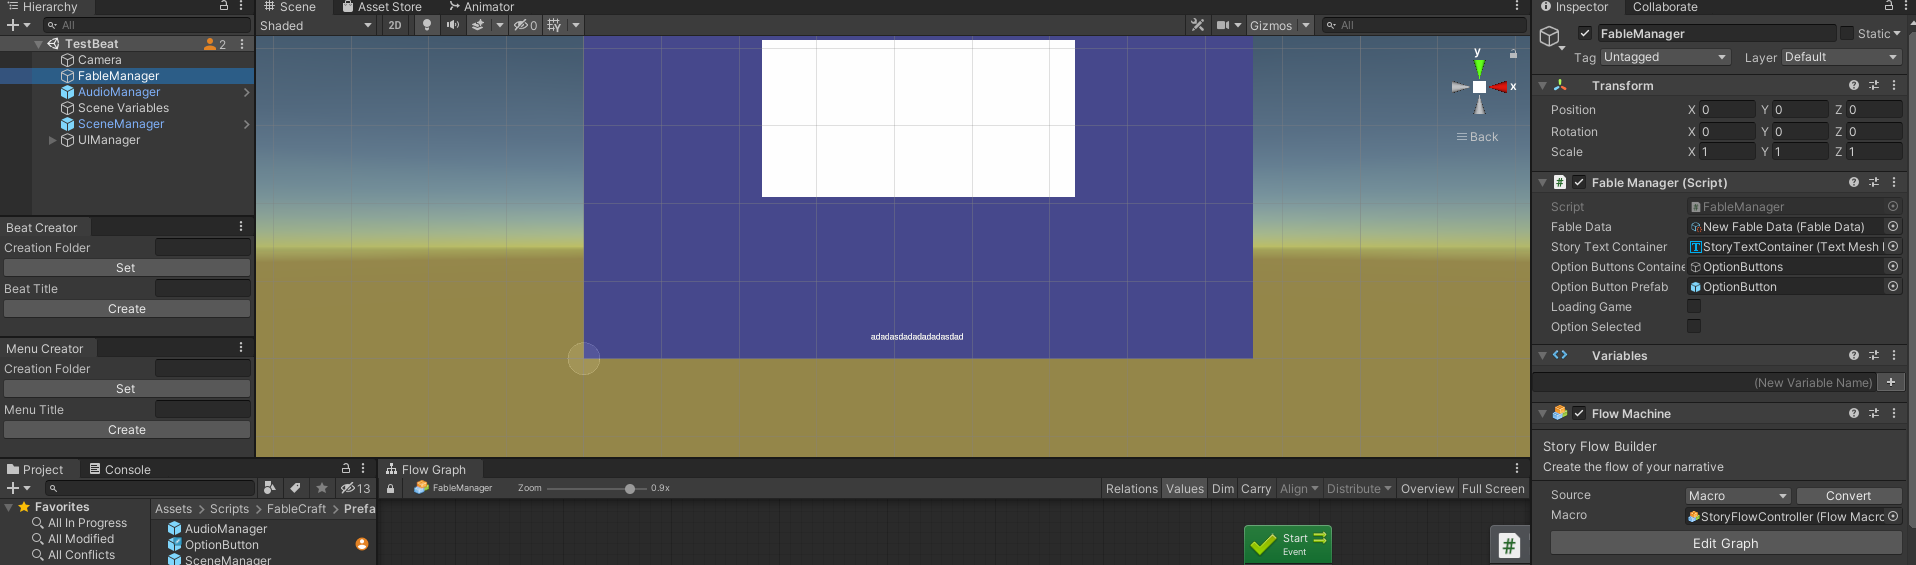 Hierarchy
All
TestBeat
2
Camera
FableManager
AudioManager
Scene Variables
SceneManager
UIManager
Beat Creator
Creation Folder
Set
Beat Title
Create
Menu Creator
Creation Folder
Set
Menu Title
Create
Scene
Asset Store
Animator
Shaded
2D
0
Gizmos
All
y
x
Back
adadasdadadadadasdad
Project
Console
13
Favorites
All In Progress
All Modified
All Conflicts
Assets > Scripts > FableCraft > Prefa
AudioManager
OptionButton
SceneManager
Flow Graph
FableManager
Zoom
0.9x
Relations
Values
Dim
Carry
Align
Distribute
Overview
Full Screen
Start
Event
#
Inspector
Collaborate
FableManager
Static
Tag
Untagged
Layer
Default
Transform
Position X 0 Y 0 Z 0
Rotation X 0 Y 0 Z 0
Scale X 1 Y 1 Z 1
# Fable Manager (Script)
Script FableManager
Fable Data New Fable Data (Fable Data)
Story Text Container StoryTextContainer (Text Mesh
Option Buttons Containe OptionButtons
Option Button Prefab OptionButton
Loading Game
Option Selected
Variables
(New Variable Name) +
Flow Machine
Story Flow Builder
Create the flow of your narrative
Source Macro Convert
Macro StoryFlowController (Flow Macro
Edit Graph